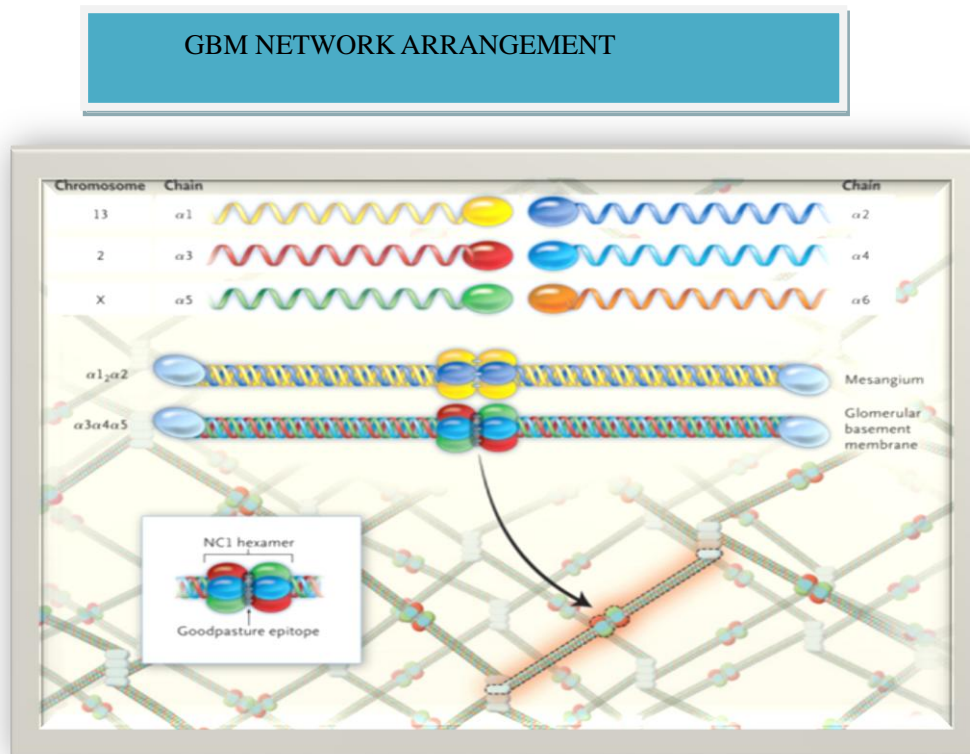 GBM NETWORK ARRANGEMENT
Chromosome Chain Chain
13 α1 α2
2 α3 α4
X α5 α6
α1₂α2 Mesangium
α3α4α5 Glomerular
basement
membrane
NC1 hexamer
Goodpasture epitope